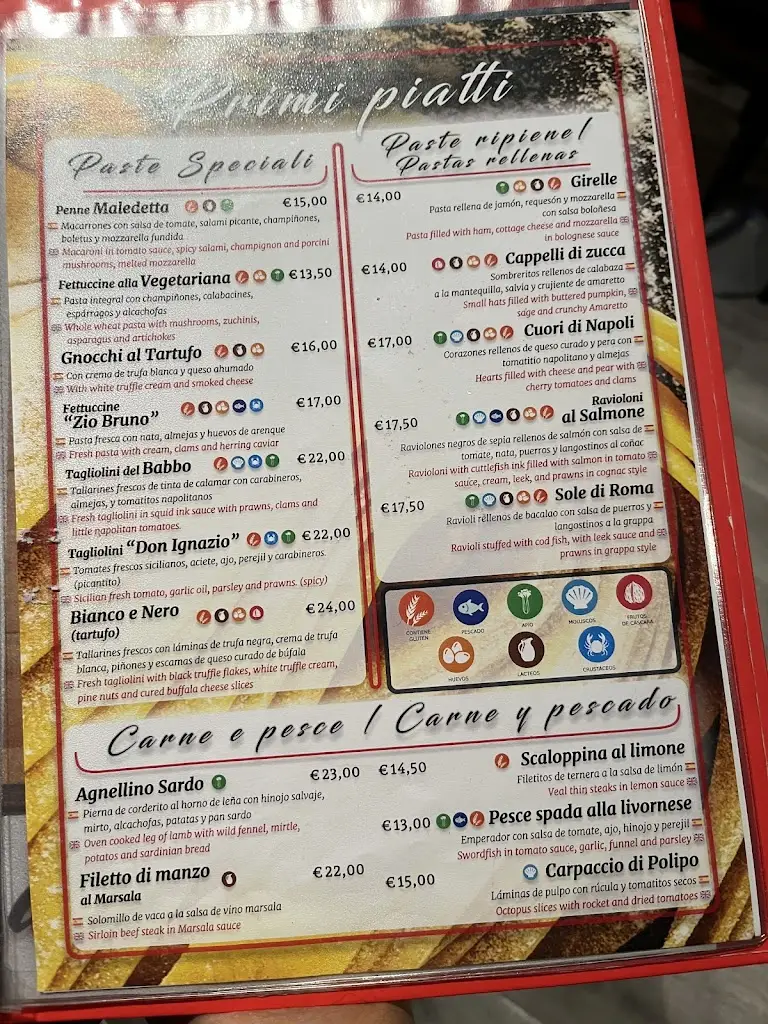 Primi piatti
Paste Speciali
Penne Maledetta €15,00
Macarrones con salsa de tomate, salami picante, champiñones,
boletus y mozzarella fundida
Macaroni in tomato sauce, spicy salami, champignon and porcini
mushrooms, melted mozzarella
Fettuccine alla Vegetariana €13,50
Pasta integral con champiñones, calabacines,
espárragos y alcachofas
Whole wheat pasta with mushrooms, zuchinis,
asparagus and artichokes
Gnocchi al Tartufo €16,00
Con crema de trufa blanca y queso ahumado
With white truffle cream and smoked cheese
Fettuccine
“Zio Bruno” €17,00
Pasta fresca con nata, almejas y huevos de arenque
Fresh pasta with cream, clams and herring caviar
Tagliolini del Babbo €22,00
Tallarines frescos de tinta de calamar con carabineros,
almejas, y tomatitos napolitanos
Fresh tagliolini in squid ink sauce with prawns, clams and
little napolitan tomatoes.
Tagliolini “Don Ignazio” €22,00
Tomates frescos sicilianos, aciete, ajo, perejil y carabineros.
(picantito)
Sicilian fresh tomato, garlic oil, parsley and prawns. (spicy)
Bianco e Nero €24,00
(tartufo)
Tallarines frescos con láminas de trufa negra, crema de trufa
blanca, piñones y escamas de queso curado de búfala
Fresh tagliolini with black truffle flakes, white truffle cream,
pine nuts and cured buffala cheese slices
Paste ripiene/
Pastas rellenas
€14,00 Girelle
Pasta rellena de jamón, requesón y mozzarella
con salsa boloñesa
Pasta filled with ham, cottage cheese and mozzarella
in bolognese sauce
€14,00 Cappelli di zucca
Sombreritos rellenos de calabaza
a la mantequilla, salvia y crujiente de amaretto
Small hats filled with buttered pumpkin,
sage and crunchy Amaretto
€17,00 Cuori di Napoli
Corazones rellenos de queso curado y pera con
tomatitio napolitano y almejas
Hearts filled with cheese and pear with
cherry tomatoes and clams
Ravioloni
€17,50 al Salmone
Raviolones negros de sepia rellenos de salmón con salsa de
tomate, nata, puerros y langostinos al coñac
Ravioloni with cuttlefish ink filled with salmon in tomato
sauce, cream, leek, and prawns in cognac style
€17,50 Sole di Roma
Ravioli rellenos de bacalao con salsa de puerros y
langostinos a la grappa
Ravioli stuffed with cod fish, with leek sauce and
prawns in grappa style
CONTIENE
GLUTEN
PESCADO
APIO
MOLUSCOS
FRUTOS
DE CÁSCARA
HUEVOS
LÁCTEOS
CRUSTÁCEOS
Carne e pesce / Carne y pescado
Agnellino Sardo €23,00
Pierna de corderito al horno de leña con hinojo salvaje,
mirto, alcachofas, patatas y pan sardo
Oven cooked leg of lamb with wild fennel, mirtle,
potatos and sardinian bread
Filetto di manzo €22,00
al Marsala
Solomillo de vaca a la salsa de vino marsala
Sirloin beef steak in Marsala sauce
€14,50 Scaloppina al limone
Filetitos de ternera a la salsa de limón
Veal thin steaks in lemon sauce
€13,00 Pesce spada alla livornese
Emperador con salsa de tomate, ajo, hinojo y perejil
Swordfish in tomato sauce, garlic, funnel and parsley
€15,00 Carpaccio di Polipo
Láminas de pulpo con rúcula y tomatitos secos
Octopus slices with rocket and dried tomatoes